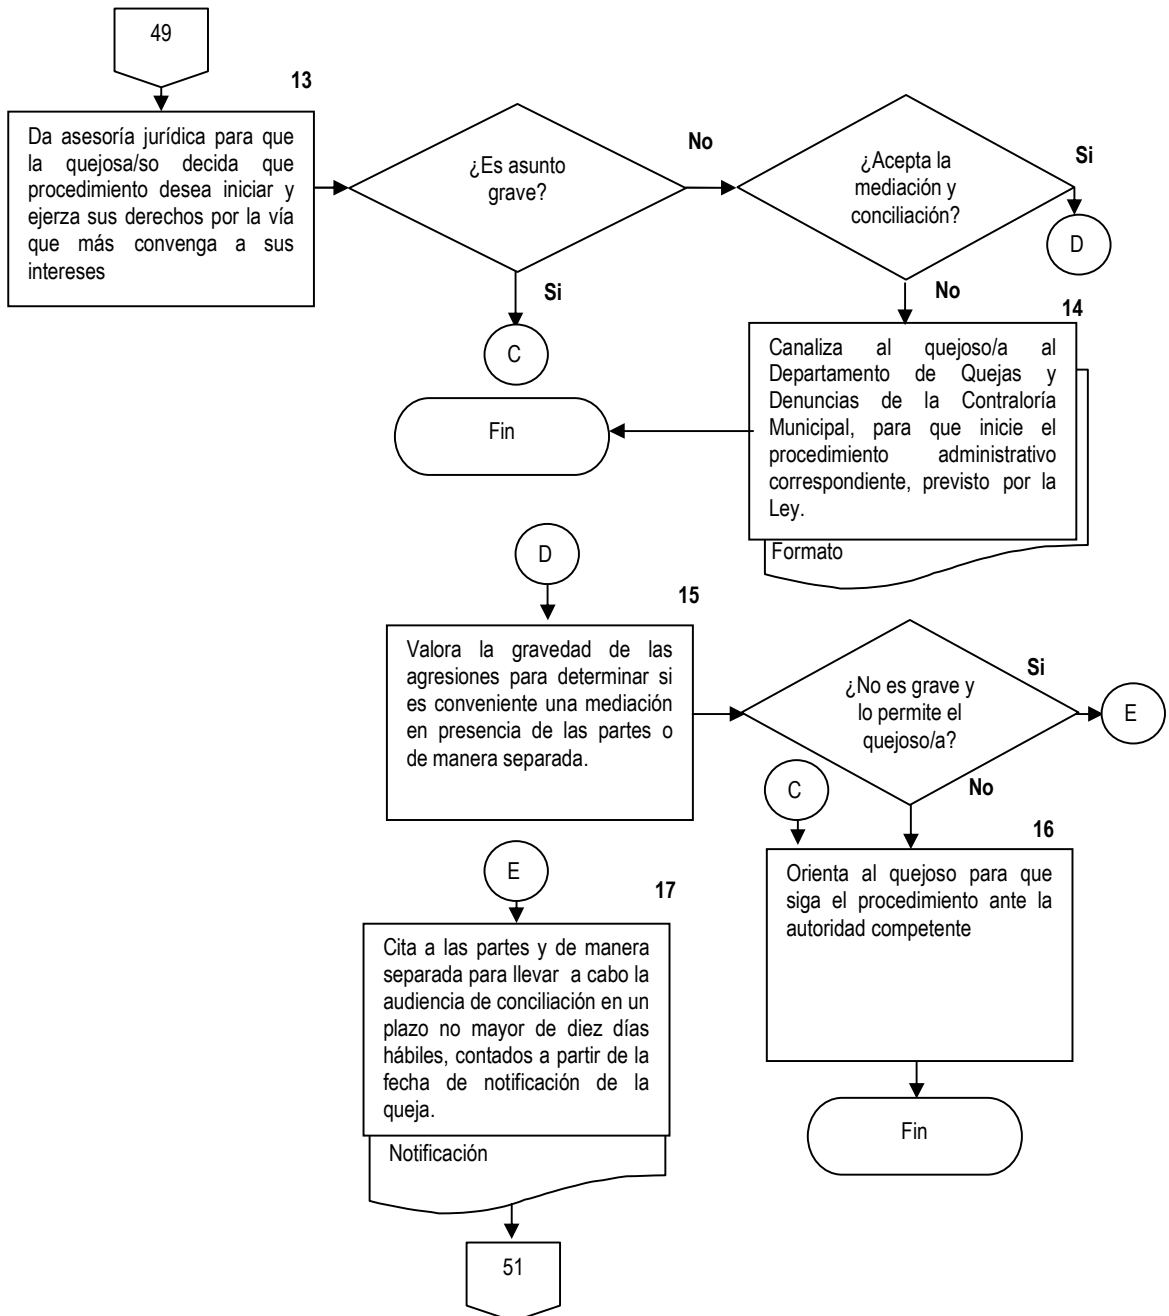 49
13
Da asesoría jurídica para que
la quejosa/so decida que
procedimiento desea iniciar y
ejerza sus derechos por la vía
que más convenga a sus
intereses
¿Es asunto
grave?
No
Si
C
¿Acepta la
mediación y
conciliación?
Si
D
No
14
Canaliza al quejoso/a al
Departamento de Quejas y
Denuncias de la Contraloría
Municipal, para que inicie el
procedimiento administrativo
correspondiente, previsto por la
Ley.
Formato
Fin
D
15
Valora la gravedad de las
agresiones para determinar si
es conveniente una mediación
en presencia de las partes o
de manera separada.
¿No es grave y
lo permite el
quejoso/a?
Si
E
No
C
16
Orienta al quejoso para que
siga el procedimiento ante la
autoridad competente
Fin
E
17
Cita a las partes y de manera
separada para llevar a cabo la
audiencia de conciliación en un
plazo no mayor de diez días
hábiles, contados a partir de la
fecha de notificación de la
queja.
Notificación
51